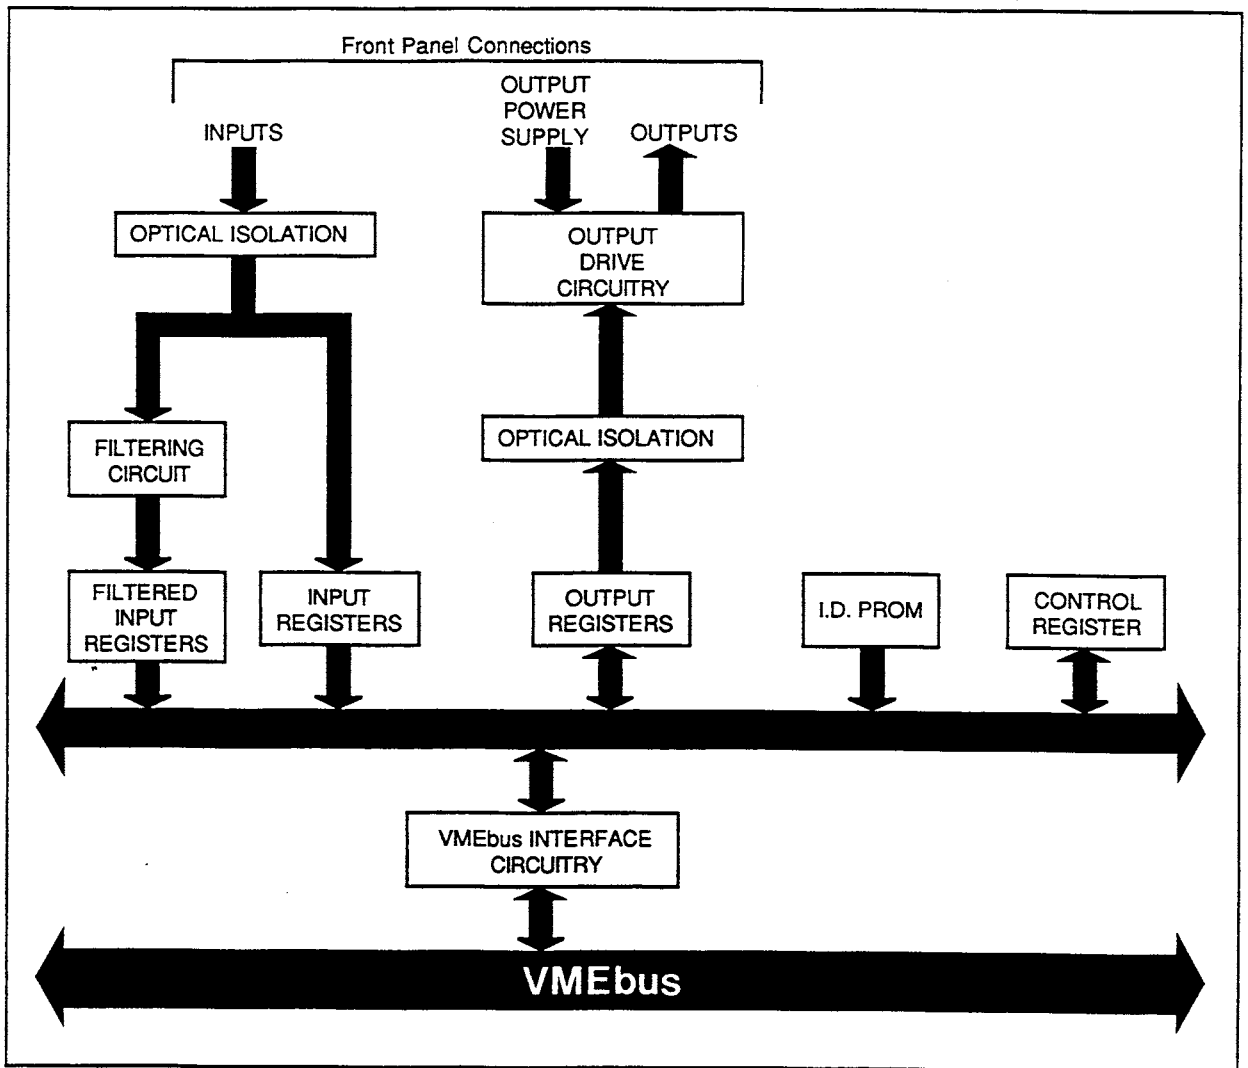 Front Panel Connections
INPUTS
OUTPUT
POWER
SUPPLY
OUTPUTS
OPTICAL ISOLATION
OUTPUT
DRIVE
CIRCUITRY
FILTERING
CIRCUIT
OPTICAL ISOLATION
FILTERED
INPUT
REGISTERS
INPUT
REGISTERS
OUTPUT
REGISTERS
I.D. PROM
CONTROL
REGISTER
VMEbus INTERFACE
CIRCUITRY
VMEbus